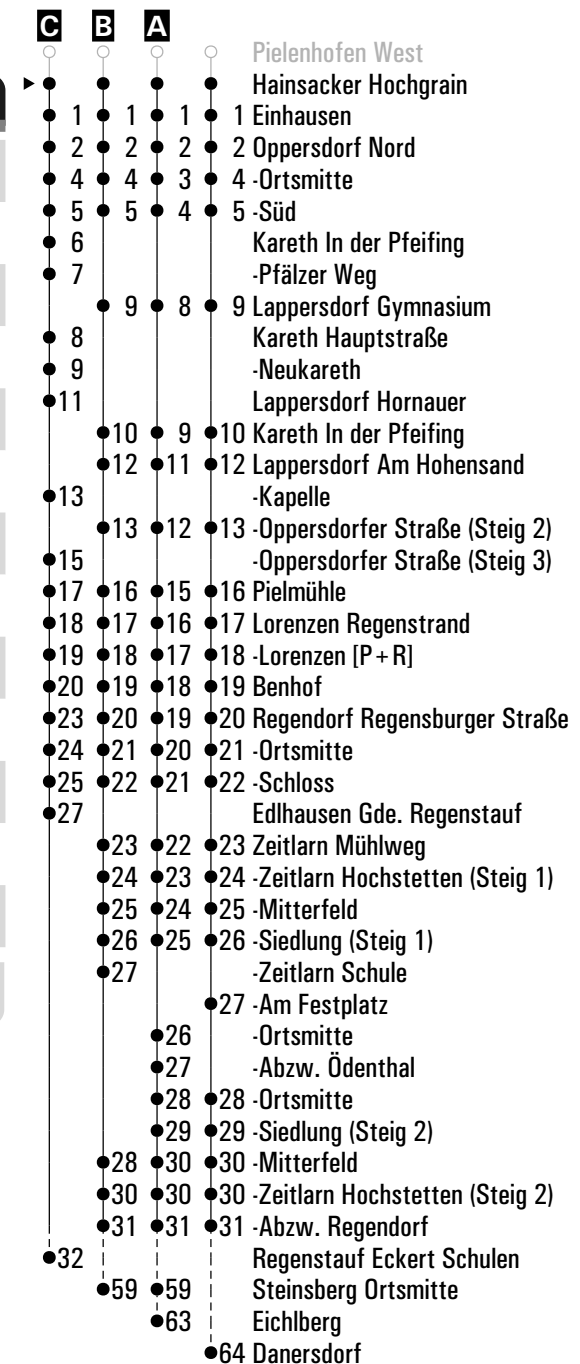 C B A
Pielenhofen West
Hainsacker Hochgrain
1 1 1 1 Einhausen
2 2 2 2 Oppersdorf Nord
4 4 3 4 -Ortsmitte
5 5 4 5 -Süd
6 Kareth In der Pfeifing
7 -Pfälzer Weg
9 8 9 Lappersdorf Gymnasium
8 Kareth Hauptstraße
9 -Neukareth
11 Lappersdorf Hornauer
10 9 10 Kareth In der Pfeifing
12 11 12 Lappersdorf Am Hohensand
13 -Kapelle
13 12 13 -Oppersdorfer Straße (Steig 2)
15 -Oppersdorfer Straße (Steig 3)
17 16 15 16 Pielmühle
18 17 16 17 Lorenzen Regenstrand
19 18 17 18 -Lorenzen [P+R]
20 19 18 19 Benhof
23 20 19 20 Regendorf Regensburger Straße
24 21 20 21 -Ortsmitte
25 22 21 22 -Schloss
27 Edlhausen Gde. Regenstauf
23 22 23 Zeitlarn Mühlweg
24 23 24 -Zeitlarn Hochstetten (Steig 1)
25 24 25 -Mitterfeld
26 25 26 -Siedlung (Steig 1)
27 -Zeitlarn Schule
27 -Am Festplatz
26 -Ortsmitte
27 -Abzw. Ödenthal
28 28 -Ortsmitte
29 29 -Siedlung (Steig 2)
28 30 30 -Mitterfeld
30 30 30 -Zeitlarn Hochstetten (Steig 2)
31 31 31 -Abzw. Regendorf
32 Regenstauf Eckert Schulen
59 59 Steinsberg Ortsmitte
63 Eichlberg
64 Danersdorf